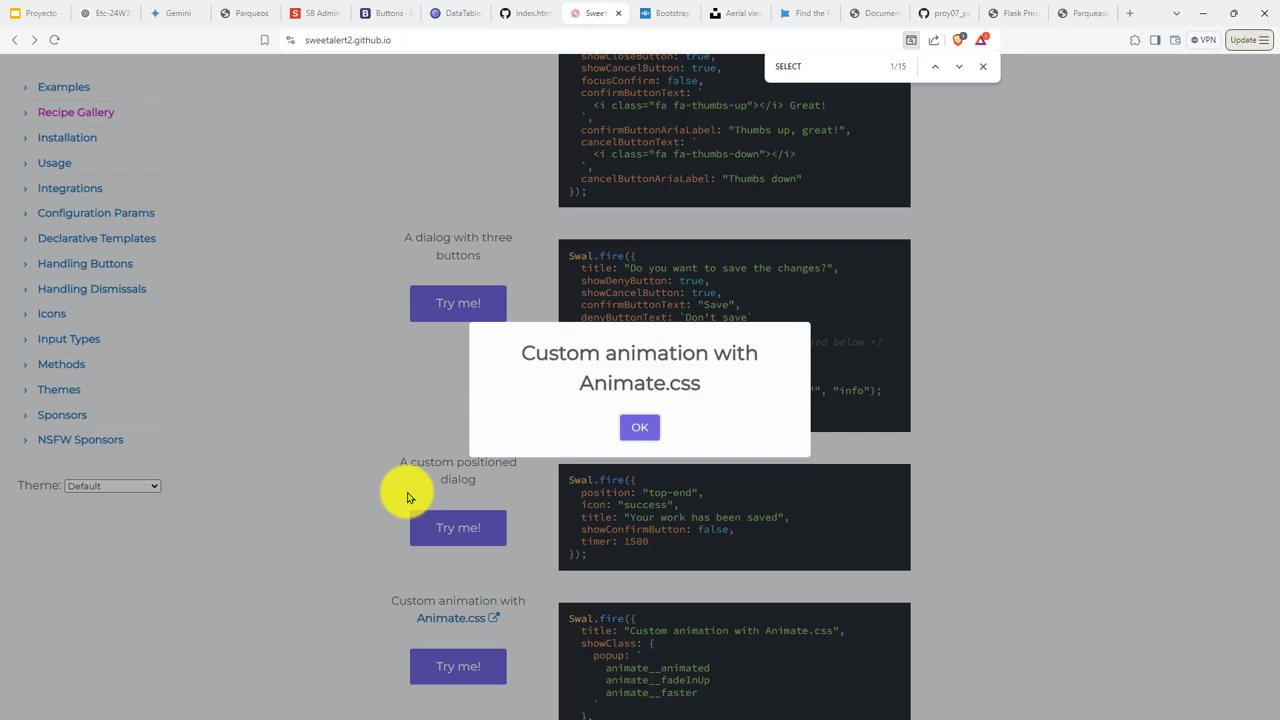 Proyecto -
Etc-24W3
Gemini
Parqueos
SB Admin
Buttons -
DataTable
index.htm
Sweet
Bootstrap
Aerial view
Find the R
Docume
proy07_pa
Flask Prin
Parquead
sweetalert2.github.io
VPN
Update
SELECT
1/15
Examples
Recipe Gallery
Installation
Usage
Integrations
Configuration Params
Declarative Templates
Handling Buttons
Handling Dismissals
Icons
Input Types
Methods
Themes
Sponsors
NSFW Sponsors
Theme: Default
showCloseButton: true,
showCancelButton: true,
focusConfirm: false,
confirmButtonText: `
<i class="fa fa-thumbs-up"></i> Great!
`,
confirmButtonAriaLabel: "Thumbs up, great!",
cancelButtonText: `
<i class="fa fa-thumbs-down"></i>
`,
cancelButtonAriaLabel: "Thumbs down"
});
A dialog with three
buttons
Try me!
Swal.fire({
title: "Do you want to save the changes?",
showDenyButton: true,
showCancelButton: true,
confirmButtonText: "Save",
denyButtonText: `Don't save`
below */
"", "info");
Custom animation with
Animate.css
OK
A custom positioned
dialog
Try me!
Swal.fire({
position: "top-end",
icon: "success",
title: "Your work has been saved",
showConfirmButton: false,
timer: 1500
});
Custom animation with
Animate.css
Try me!
Swal.fire({
title: "Custom animation with Animate.css",
showClass: {
popup: `
animate__animated
animate__fadeInUp
animate__faster
`
},